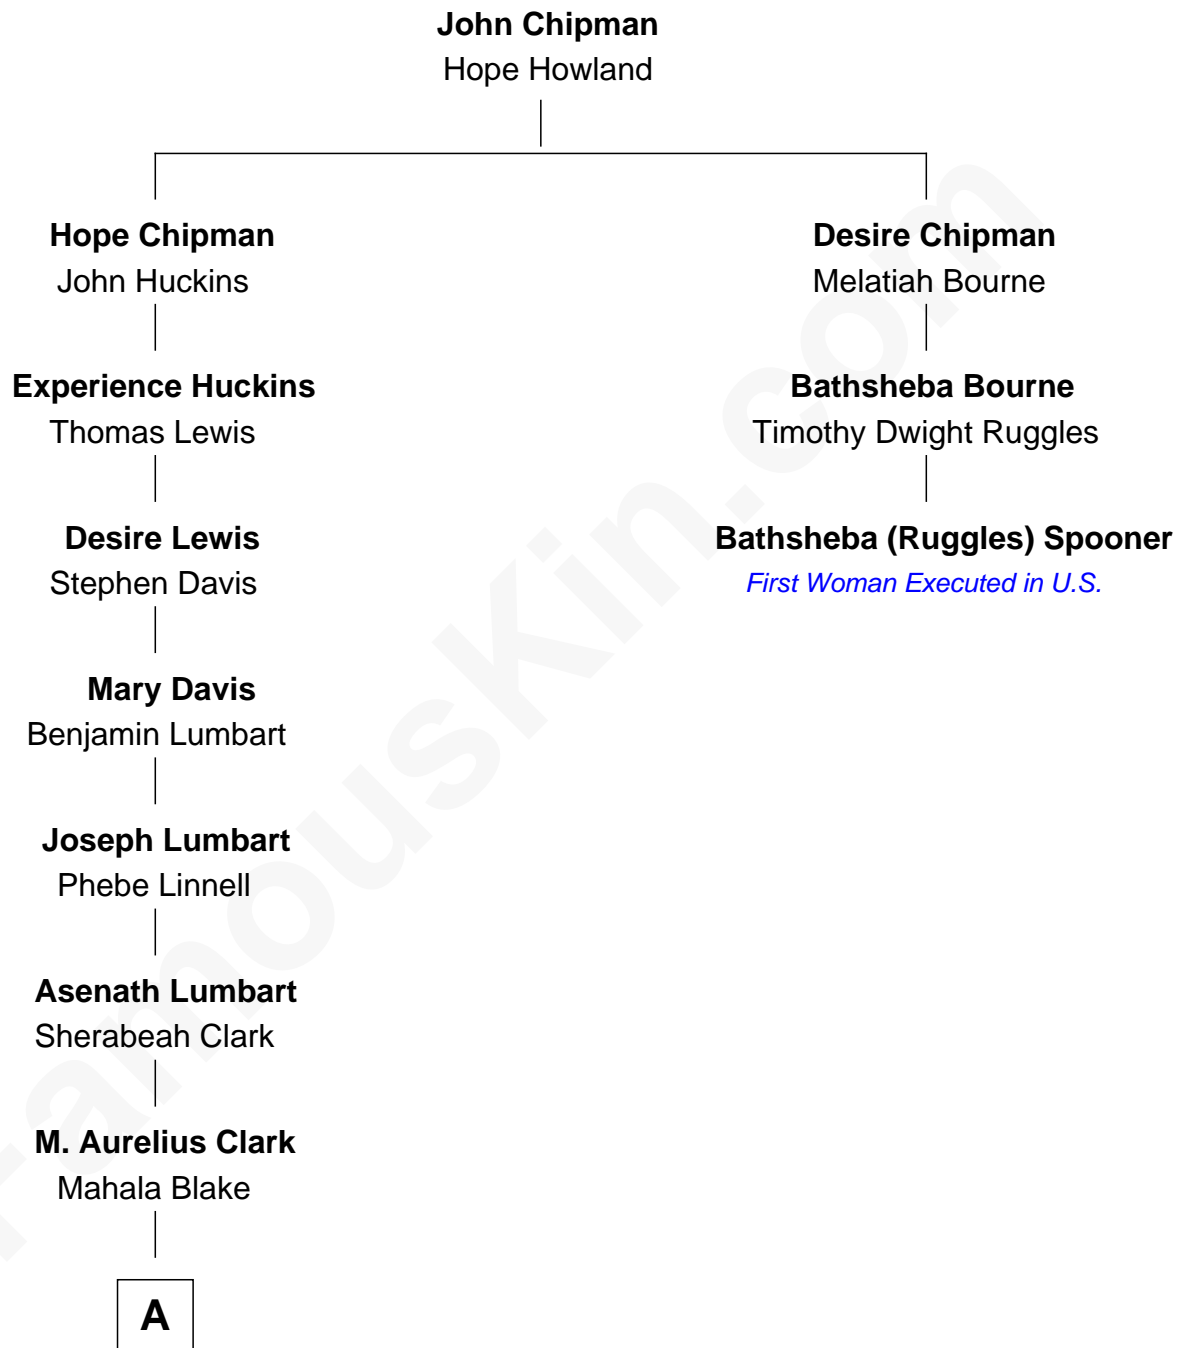 John Chipman
Hope Howland
Hope Chipman
John Huckins
Desire Chipman
Melatiah Bourne
Experience Huckins
Thomas Lewis
Bathsheba Bourne
Timothy Dwight Ruggles
Desire Lewis
Stephen Davis
Bathsheba (Ruggles) Spooner
First Woman Executed in U.S.
Mary Davis
Benjamin Lumbart
Joseph Lumbart
Phebe Linnell
Asenath Lumbart
Sherabeah Clark
M. Aurelius Clark
Mahala Blake
A
FamousKin.com